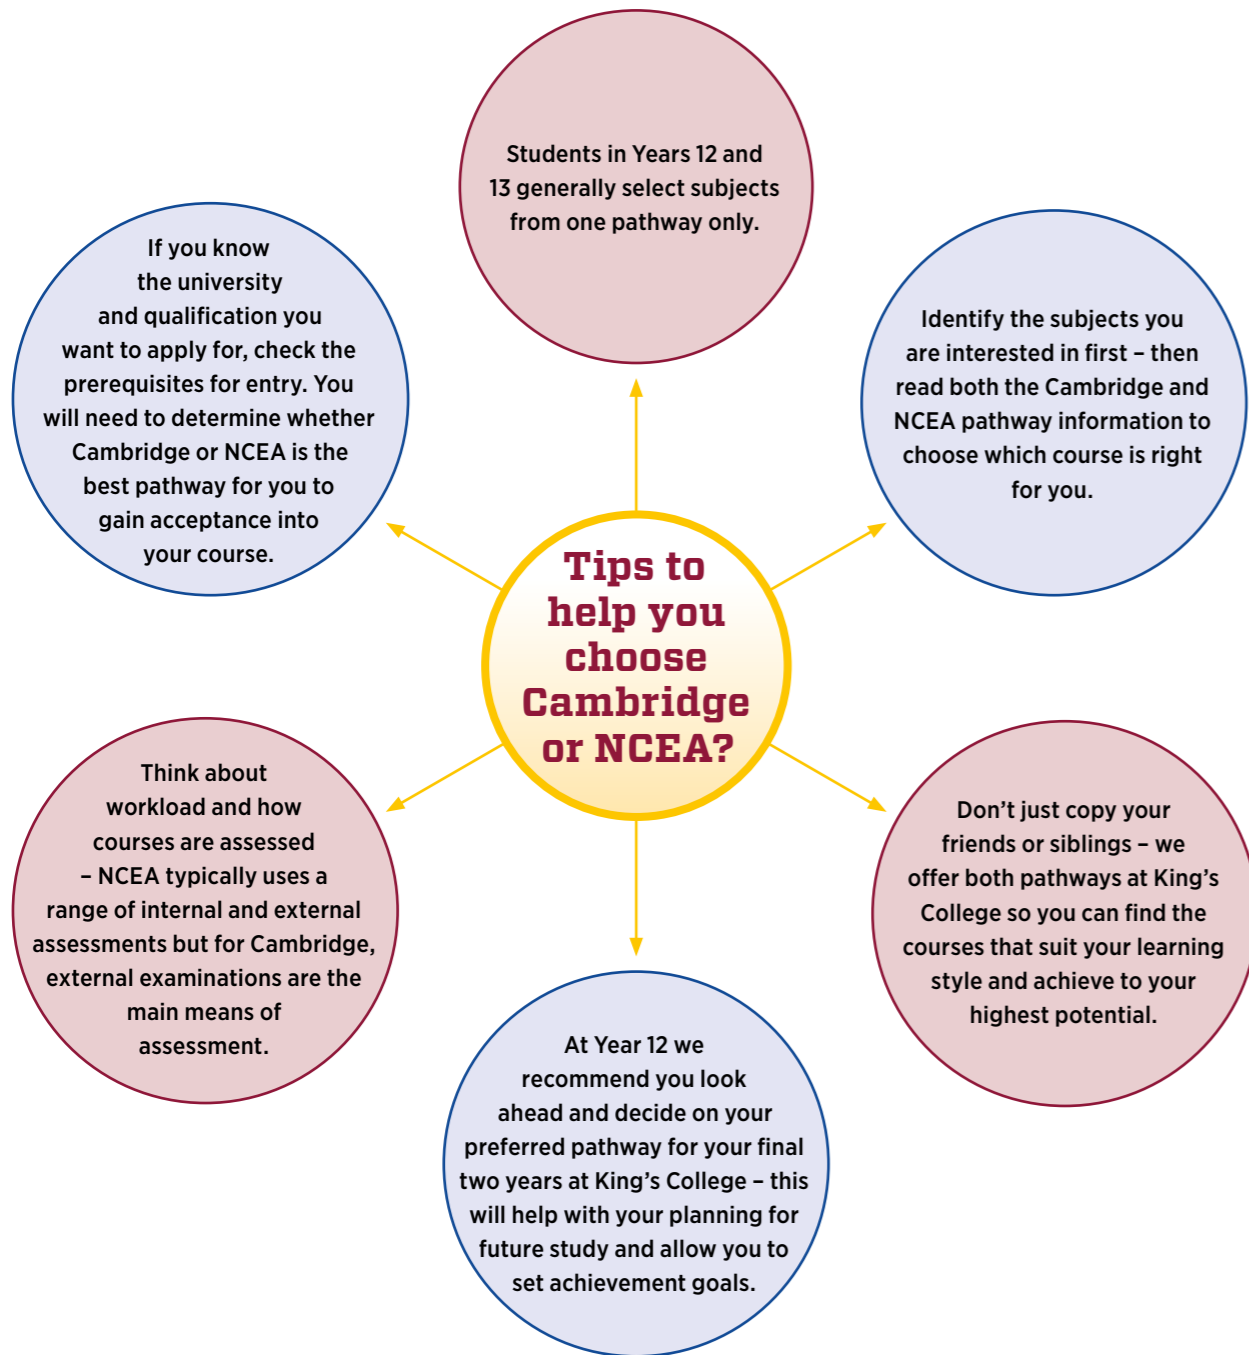 Students in Years 12 and
13 generally select subjects
from one pathway only.
If you know
the university
and qualification you
want to apply for, check the
prerequisites for entry. You
will need to determine whether
Cambridge or NCEA is the
best pathway for you to
gain acceptance into
your course.
Identify the subjects you
are interested in first – then
read both the Cambridge and
NCEA pathway information to
choose which course is right
for you.
Tips to
help you
choose
Cambridge
or NCEA?
Think about
workload and how
courses are assessed
– NCEA typically uses a
range of internal and external
assessments but for Cambridge,
external examinations are the
main means of
assessment.
Don’t just copy your
friends or siblings – we
offer both pathways at King’s
College so you can find the
courses that suit your learning
style and achieve to your
highest potential.
At Year 12 we
recommend you look
ahead and decide on your
preferred pathway for your final
two years at King’s College – this
will help with your planning for
future study and allow you to
set achievement goals.